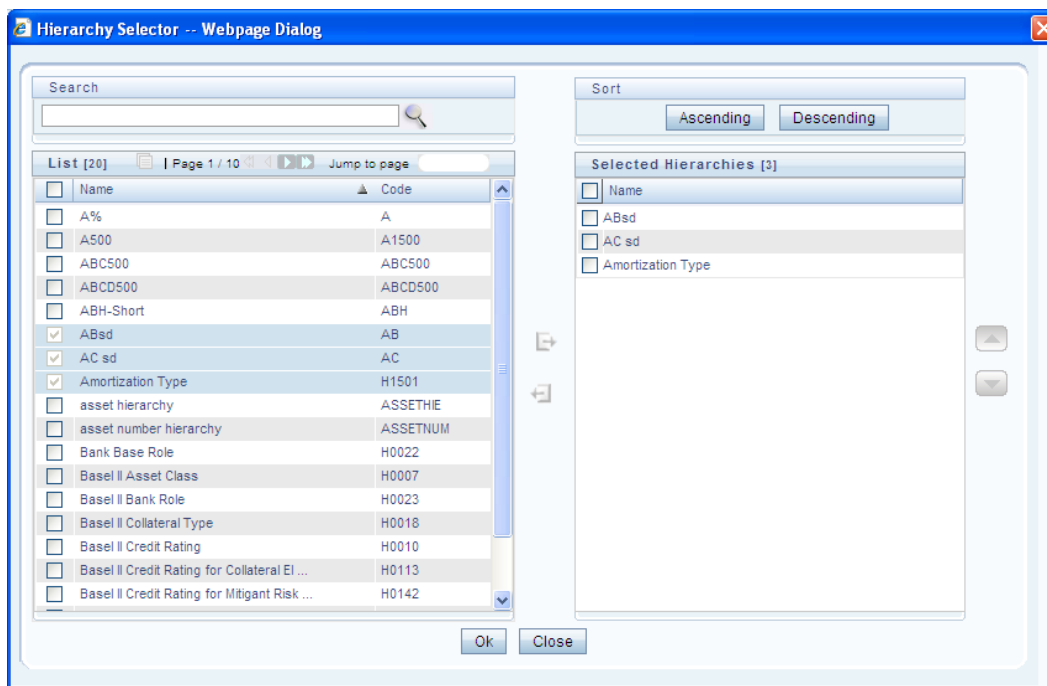 Hierarchy Selector -- Webpage Dialog
Search
List [20] | Page 1 / 10 Jump to page
Name Code
A% A
A500 A1500
ABC500 ABC500
ABCD500 ABCD500
ABH-Short ABH
ABsd AB
AC sd AC
Amortization Type H1501
asset hierarchy ASSETHIE
asset number hierarchy ASSETNUM
Bank Base Role H0022
Basel II Asset Class H0007
Basel II Bank Role H0023
Basel II Collateral Type H0018
Basel II Credit Rating H0010
Basel II Credit Rating for Collateral El ... H0113
Basel II Credit Rating for Mitigant Risk ... H0142
Sort
Ascending Descending
Selected Hierarchies [3]
Name
ABsd
AC sd
Amortization Type
Ok Close